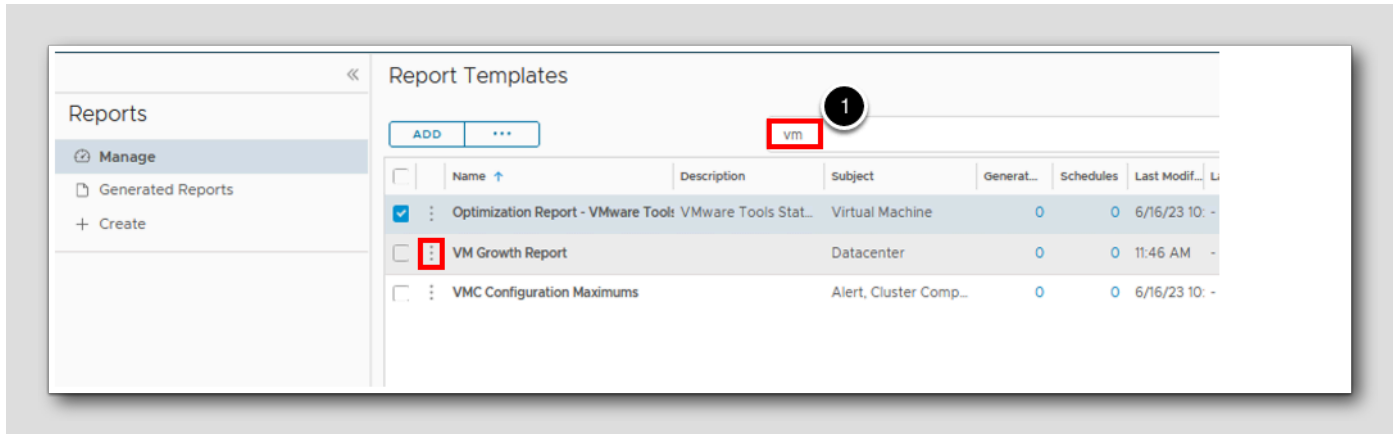 Report Templates
Reports
1
ADD ...
vm
Manage
Generated Reports
+ Create
Name ↑ Description Subject Generat... Schedules Last Modif...
Optimization Report - VMware Tools VMware Tools Stat... Virtual Machine 0 0 6/16/23 10: -
VM Growth Report Datacenter 0 0 11:46 AM -
VMC Configuration Maximums Alert, Cluster Comp... 0 0 6/16/23 10: -